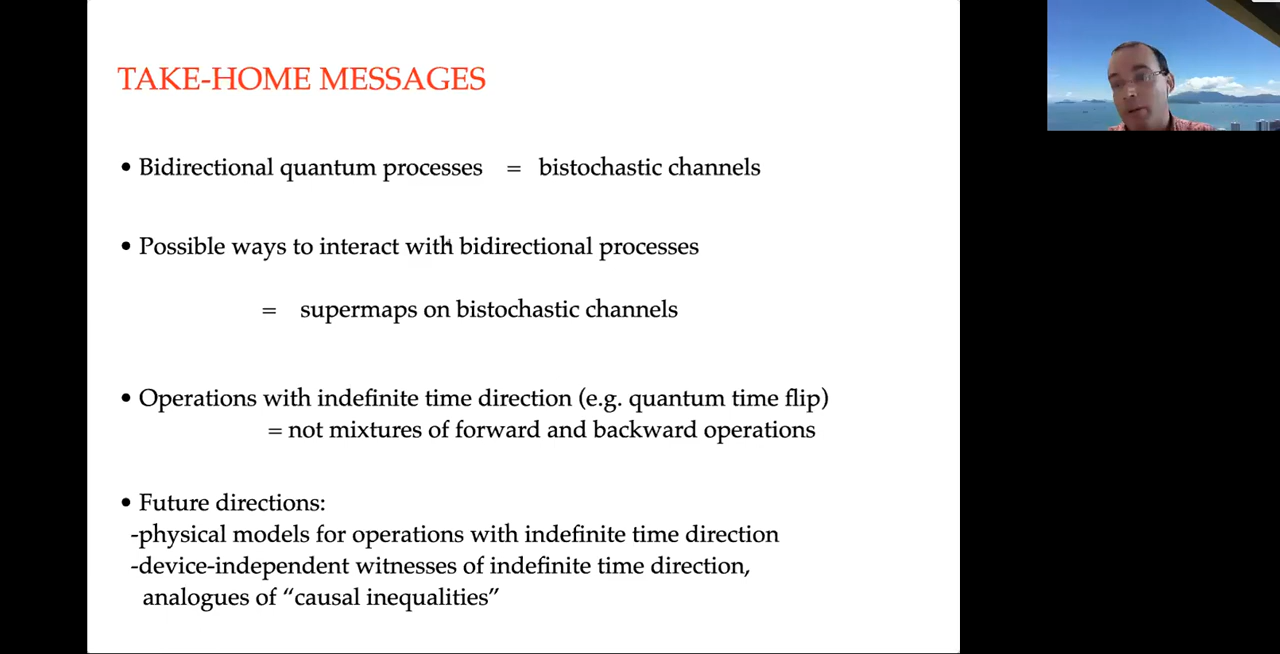 TAKE-HOME MESSAGES
• Bidirectional quantum processes = bistochastic channels
• Possible ways to interact with bidirectional processes
= supermaps on bistochastic channels
• Operations with indefinite time direction (e.g. quantum time flip)
= not mixtures of forward and backward operations
• Future directions:
-physical models for operations with indefinite time direction
-device-independent witnesses of indefinite time direction,
analogues of “causal inequalities”